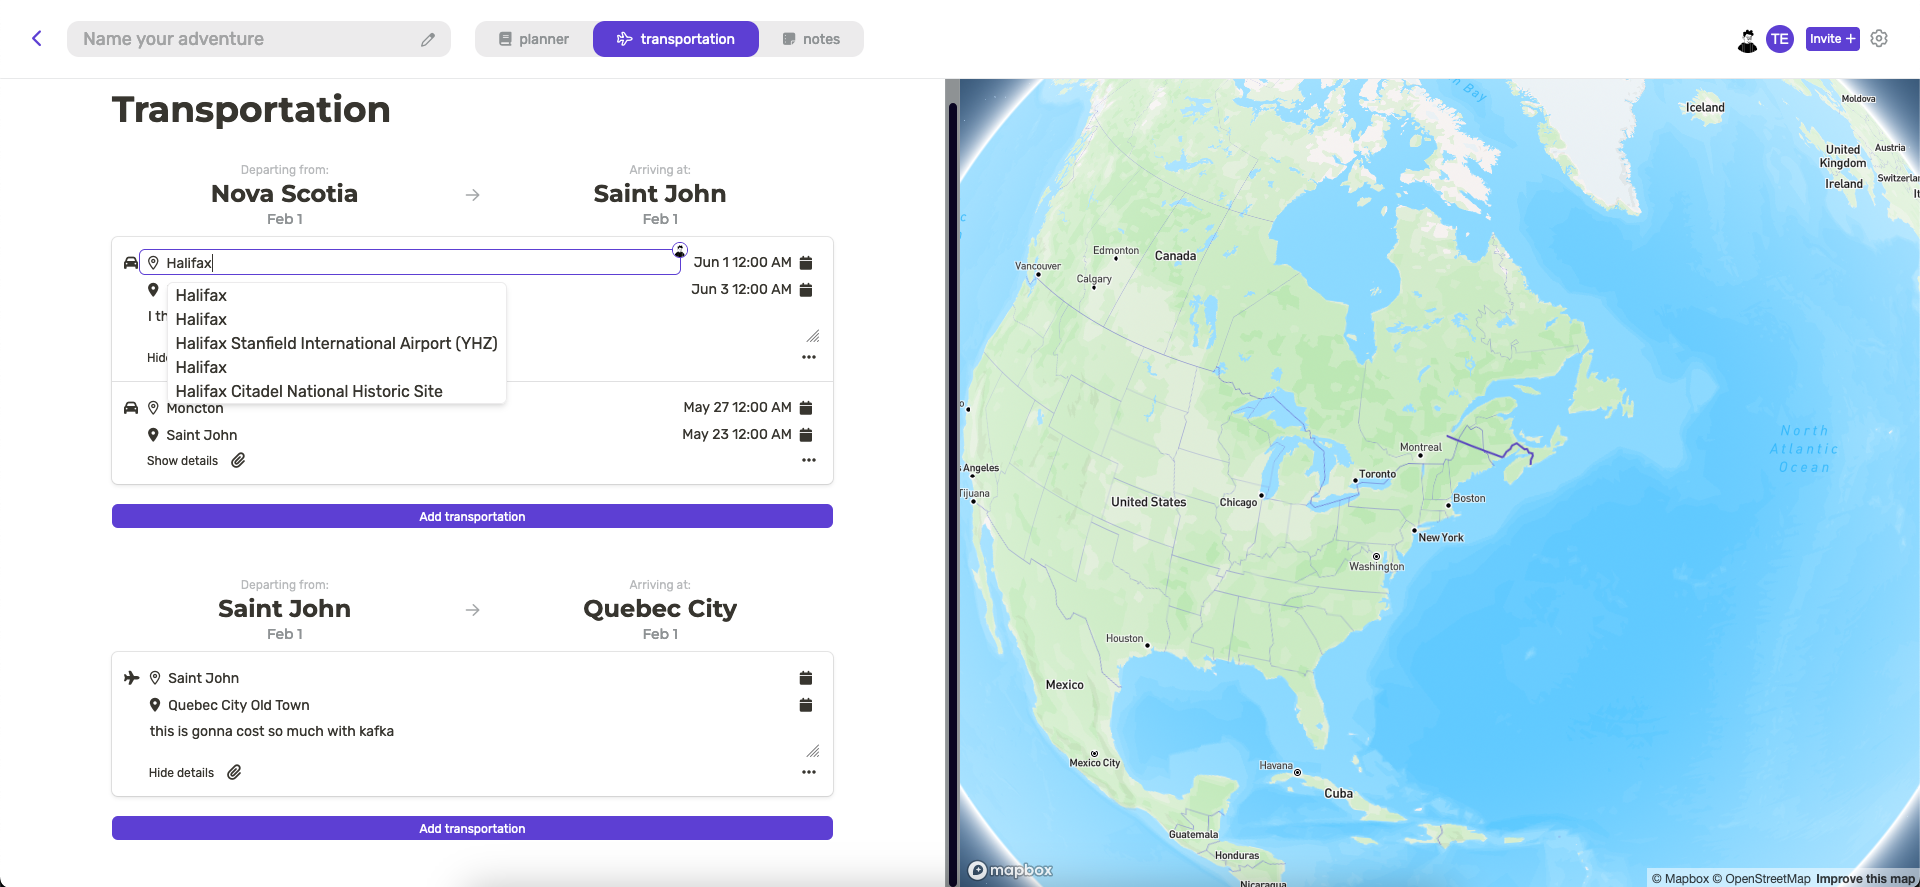 Name your adventure
planner
transportation
notes
TE
Invite +
Transportation
Departing from:
Nova Scotia
Feb 1
Arriving at:
Saint John
Feb 1
Halifax
Jun 1 12:00 AM
Jun 3 12:00 AM
I th
Hide
Halifax
Halifax
Halifax Stanfield International Airport (YHZ)
Halifax
Halifax Citadel National Historic Site
Moncton
May 27 12:00 AM
Saint John
May 23 12:00 AM
Show details
Add transportation
Departing from:
Saint John
Feb 1
Arriving at:
Quebec City
Feb 1
Saint John
Quebec City Old Town
this is gonna cost so much with kafka
Hide details
Add transportation
Bay
Iceland
Moldova
United
Kingdom
Austria
Ireland
Switzerlan
It
Edmonton
Canada
Vancouver
Calgary
Montreal
North
Atlantic
Ocean
s Angeles
Toronto
Tijuana
United States
Chicago
Boston
New York
Washington
Houston
Mexico
Mexico City
Havana
Cuba
Guatemala
Honduras
Nicaragua
mapbox
© Mapbox © OpenStreetMap Improve this map